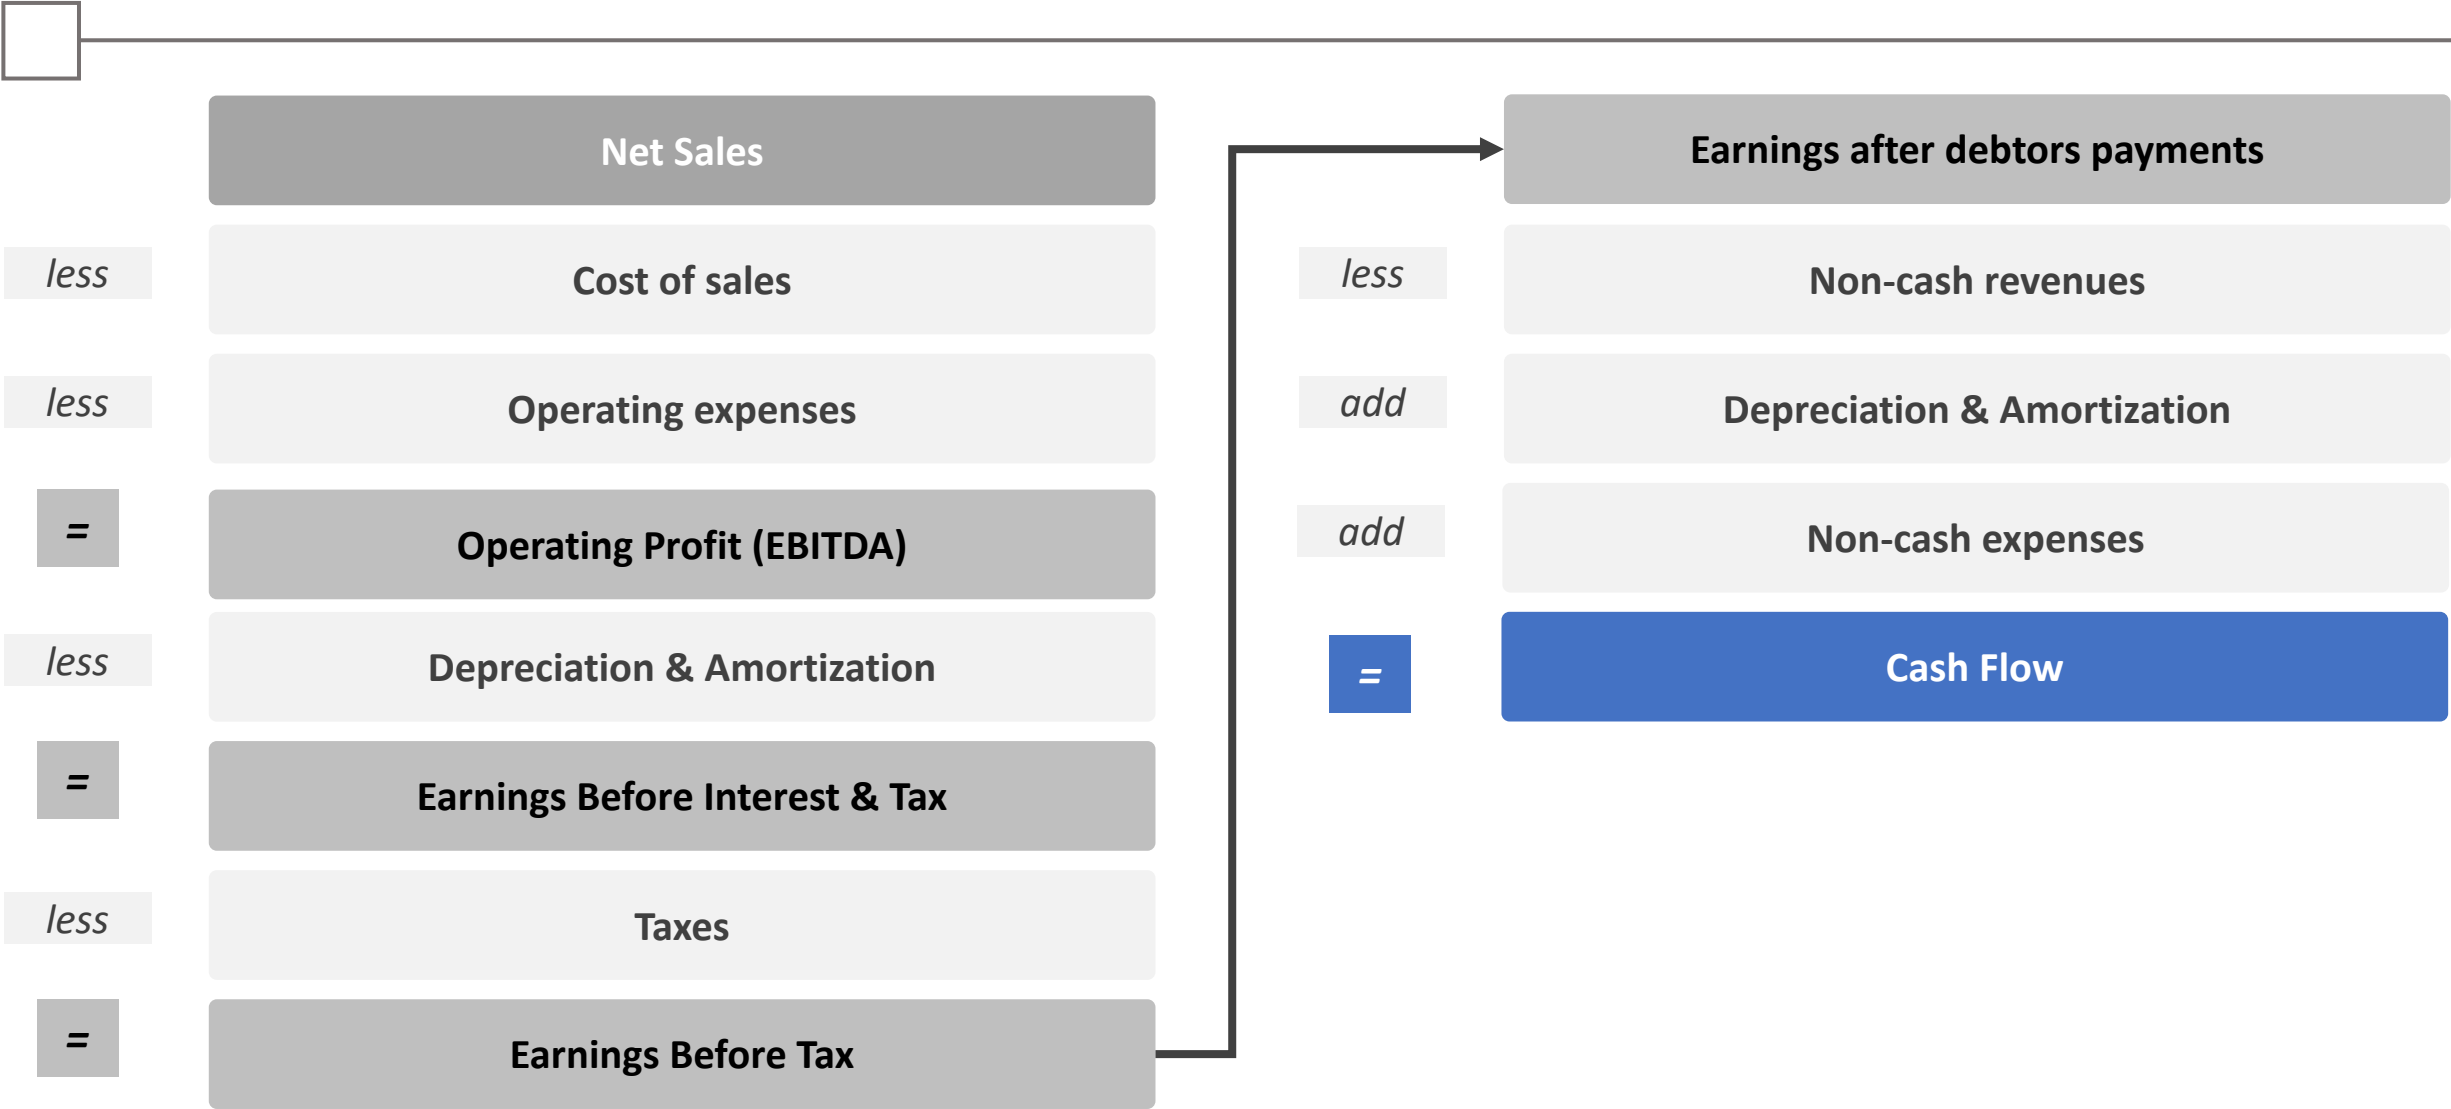 Net Sales
less
Cost of sales
less
Operating expenses
=
Operating Profit (EBITDA)
less
Depreciation & Amortization
=
Earnings Before Interest & Tax
less
Taxes
=
Earnings Before Tax
Earnings after debtors payments
less
Non-cash revenues
add
Depreciation & Amortization
add
Non-cash expenses
=
Cash Flow